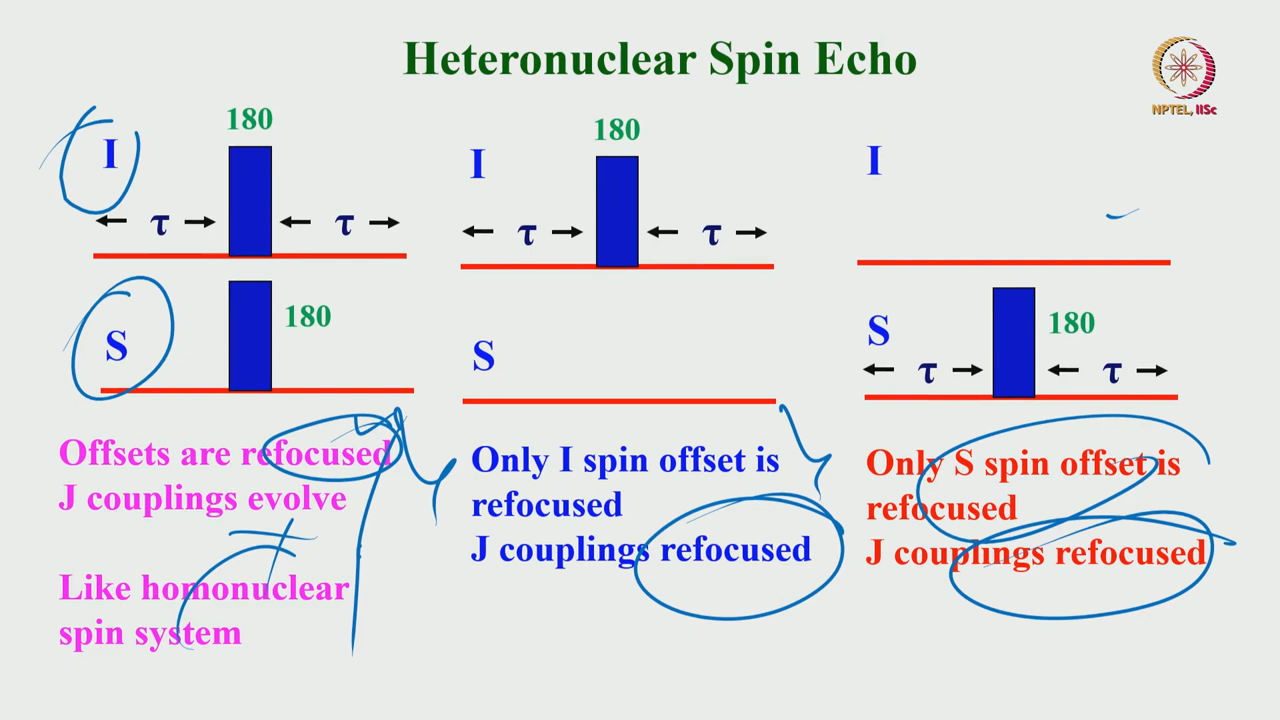 Heteronuclear Spin Echo
NPTEL, IISc
180
I
τ
τ
S
180
Offsets are refocused
J couplings evolve
Like homonuclear
spin system
180
I
τ
τ
S
Only I spin offset is
refocused
J couplings refocused
I
S
180
τ
τ
Only S spin offset is
refocused
J couplings refocused